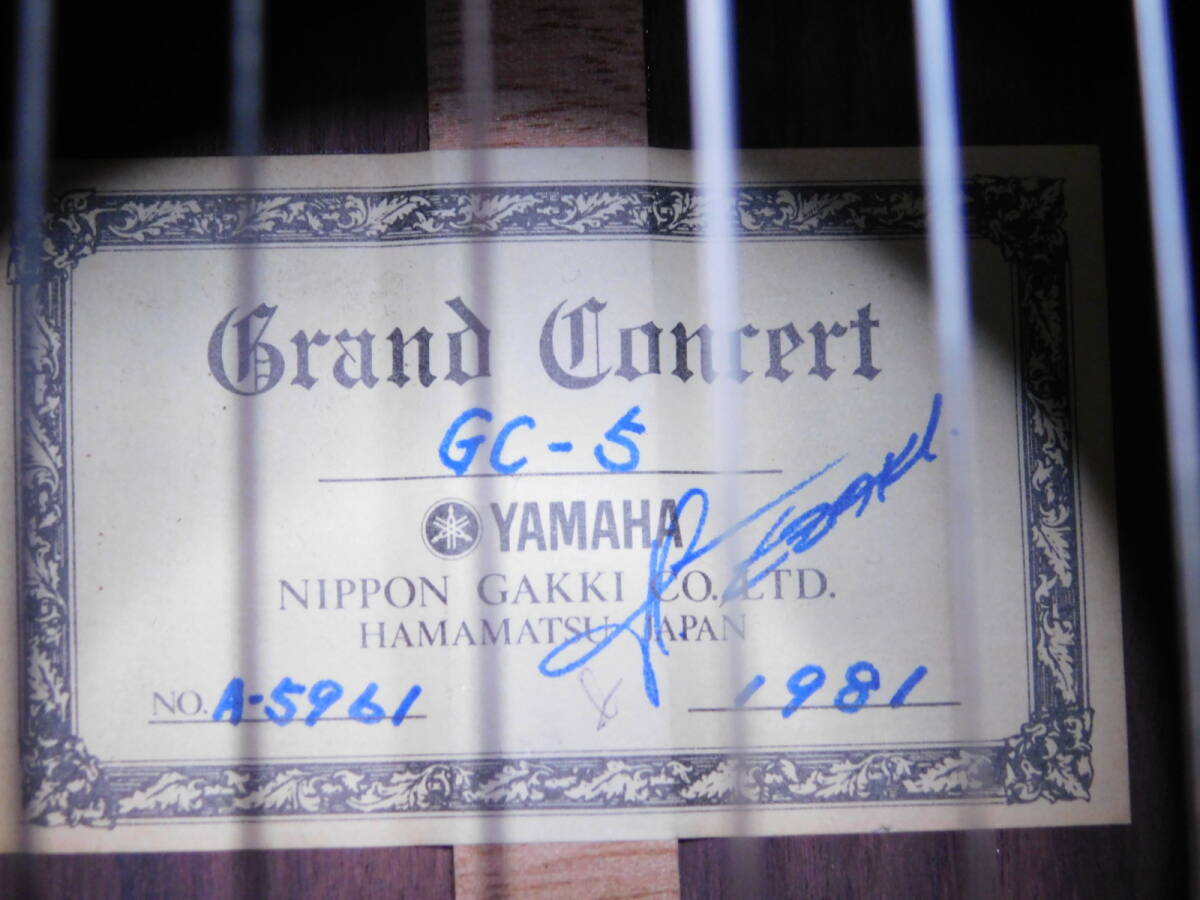 Grand Concert
GC-5
YAMAHA
NIPPON GAKKI CO., LTD.
HAMAMATSU JAPAN
NO. A-5961 1981